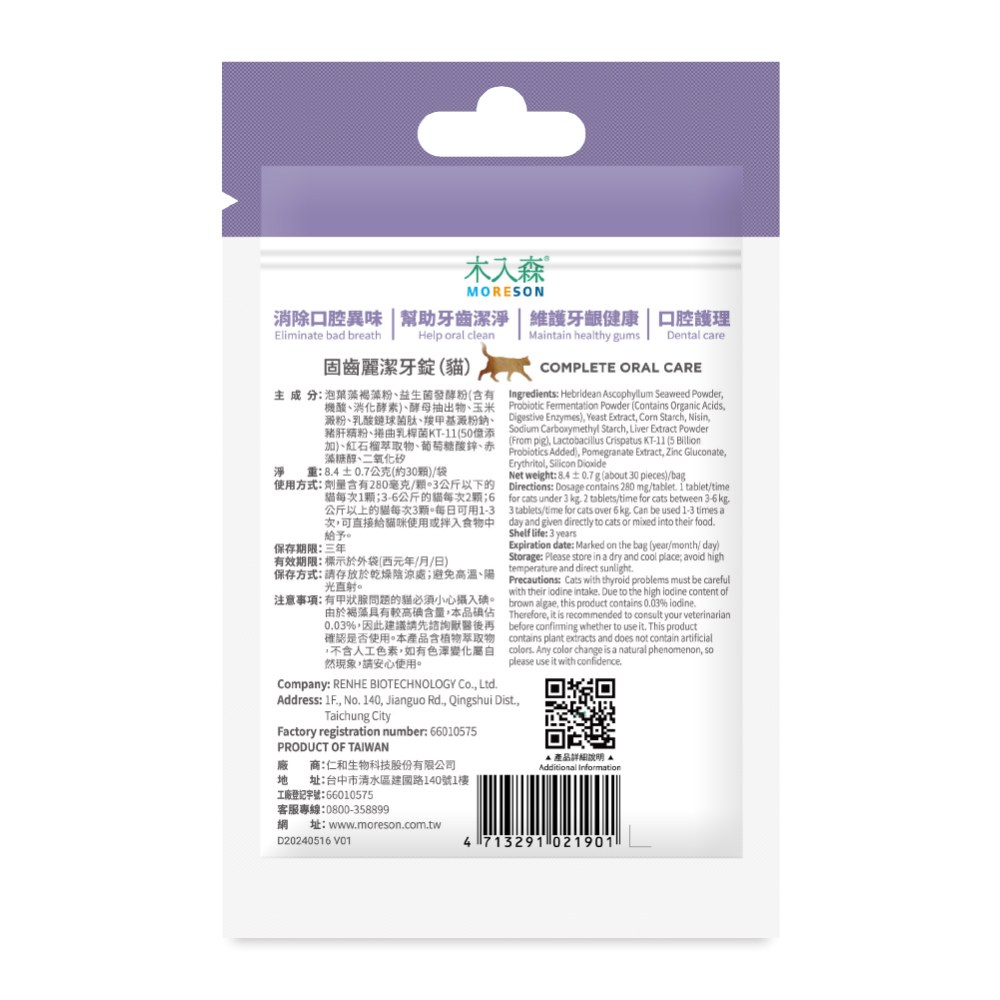 木入森®
MORESON
消除口腔異味 幫助牙齒潔淨 維護牙齦健康 口腔護理
Eliminate bad breath Help oral clean Maintain healthy gums Dental care
固齒麗潔牙錠(貓) COMPLETE ORAL CARE
主成分:泡葉藻褐藻粉、益生菌發酵粉(含有
機酸、消化酵素)、酵母抽出物、玉米
澱粉、乳酸鏈球菌肽、羧甲基澱粉鈉、
豬肝精粉、捲曲乳桿菌KT-11(50億添
加)、紅石榴萃取物、葡萄糖酸鋅、赤
藻糖醇、二氧化矽
淨重:8.4 ± 0.7公克(約30顆)/袋
使用方式:劑量含有280毫克/顆。3公斤以下的
貓每次1顆;3-6公斤的貓每次2顆;6
公斤以上的貓每次3顆。每日可用1-3
次,可直接給貓咪使用或拌入食物中
給予。
保存期限:三年
有效期限:標示於外袋(西元年/月/日)
保存方式:請存放於乾燥陰涼處;避免高溫、陽
光直射。
注意事項:有甲狀腺問題的貓必須小心攝入碘。
由於褐藻具有較高碘含量,本品碘佔
0.03%,因此建議請先諮詢獸醫後再
確認是否使用。本產品含植物萃取物
,不含人工色素,如有色澤變化屬自
然現象,請安心使用。
Ingredients: Hebridean Ascophyllum Seaweed Powder,
Probiotic Fermentation Powder (Contains Organic Acids,
Digestive Enzymes), Yeast Extract, Corn Starch, Nisin,
Sodium Carboxymethyl Starch, Liver Extract Powder
(From pig), Lactobacillus Crispatus KT-11 (5 Billion
Probiotics Added), Pomegranate Extract, Zinc Gluconate,
Erythritol, Silicon Dioxide
Net weight: 8.4 ± 0.7 g (about 30 pieces)/bag
Directions: Dosage contains 280 mg/tablet. 1 tablet/time
for cats under 3 kg. 2 tablets/time for cats between 3-6 kg.
3 tablets/time for cats over 6 kg. Can be used 1-3 times a
day and given directly to cats or mixed into their food.
Shelf life: 3 years
Expiration date: Marked on the bag (year/month/ day)
Storage: Please store in a dry and cool place; avoid high
temperature and direct sunlight.
Precautions: Cats with thyroid problems must be careful
with their iodine intake. Due to the high iodine content of
brown algae, this product contains 0.03% iodine.
Therefore, it is recommended to consult your veterinarian
before confirming whether to use it. This product
contains plant extracts and does not contain artificial
colors. Any color change is a natural phenomenon, so
please use it with confidence.
Company: RENHE BIOTECHNOLOGY Co., Ltd.
Address: 1F., No. 140, Jianguo Rd., Qingshui Dist.,
Taichung City
Factory registration number: 66010575
PRODUCT OF TAIWAN
廠商:仁和生物科技股份有限公司
地址:台中市清水區建國路140號1樓
工廠登記字號:66010575
客服專線:0800-358899
網址:www.moreson.com.tw
D20240516 V01
▲ 產品詳細說明 ▲
Additional Information
4 713291 021901